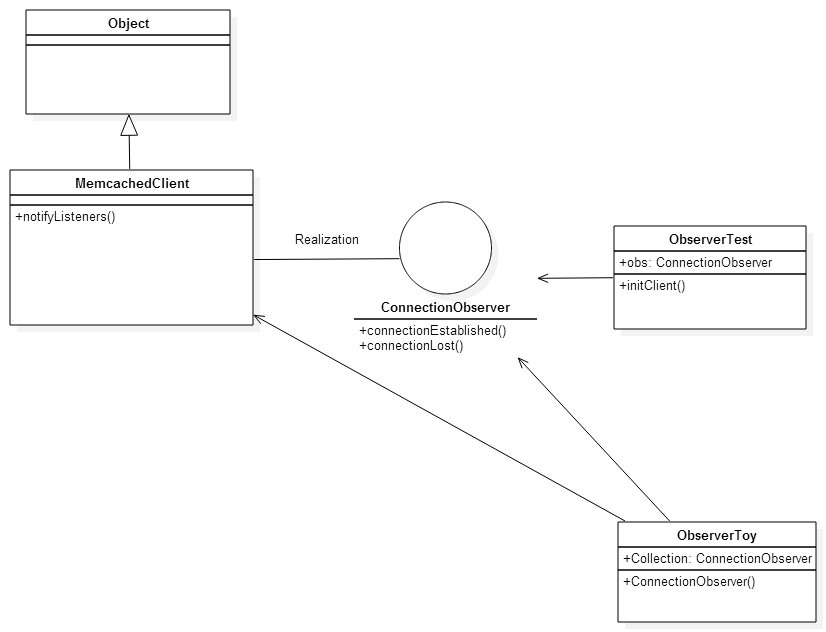 Object
MemcachedClient
+notifyListeners()
Realization
ConnectionObserver
+connectionEstablished()
+connectionLost()
ObserverTest
+obs: ConnectionObserver
+initClient()
ObserverToy
+Collection: ConnectionObserver
+ConnectionObserver()